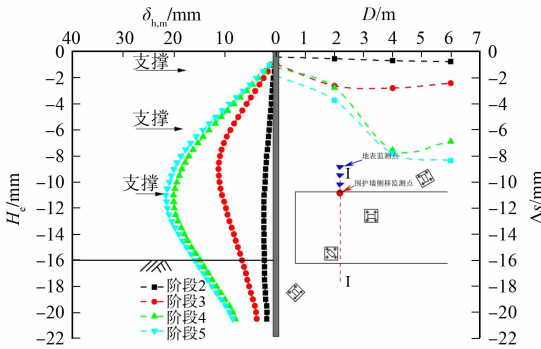 δh,m/mm
D/m
40 30 20 10 0 2 4 6
0
-2
-4
-6
-8
-10
-12
-14
-16
-18
-20
-22
He/mm
支撑
支撑
支撑
地表监测点
I
围护墙侧移监测点
I
阶段2
阶段3
阶段4
阶段5
0
-2
-4
-6
-8
-10
-12
-14
-16
-18
-20
-22
Δs/mm